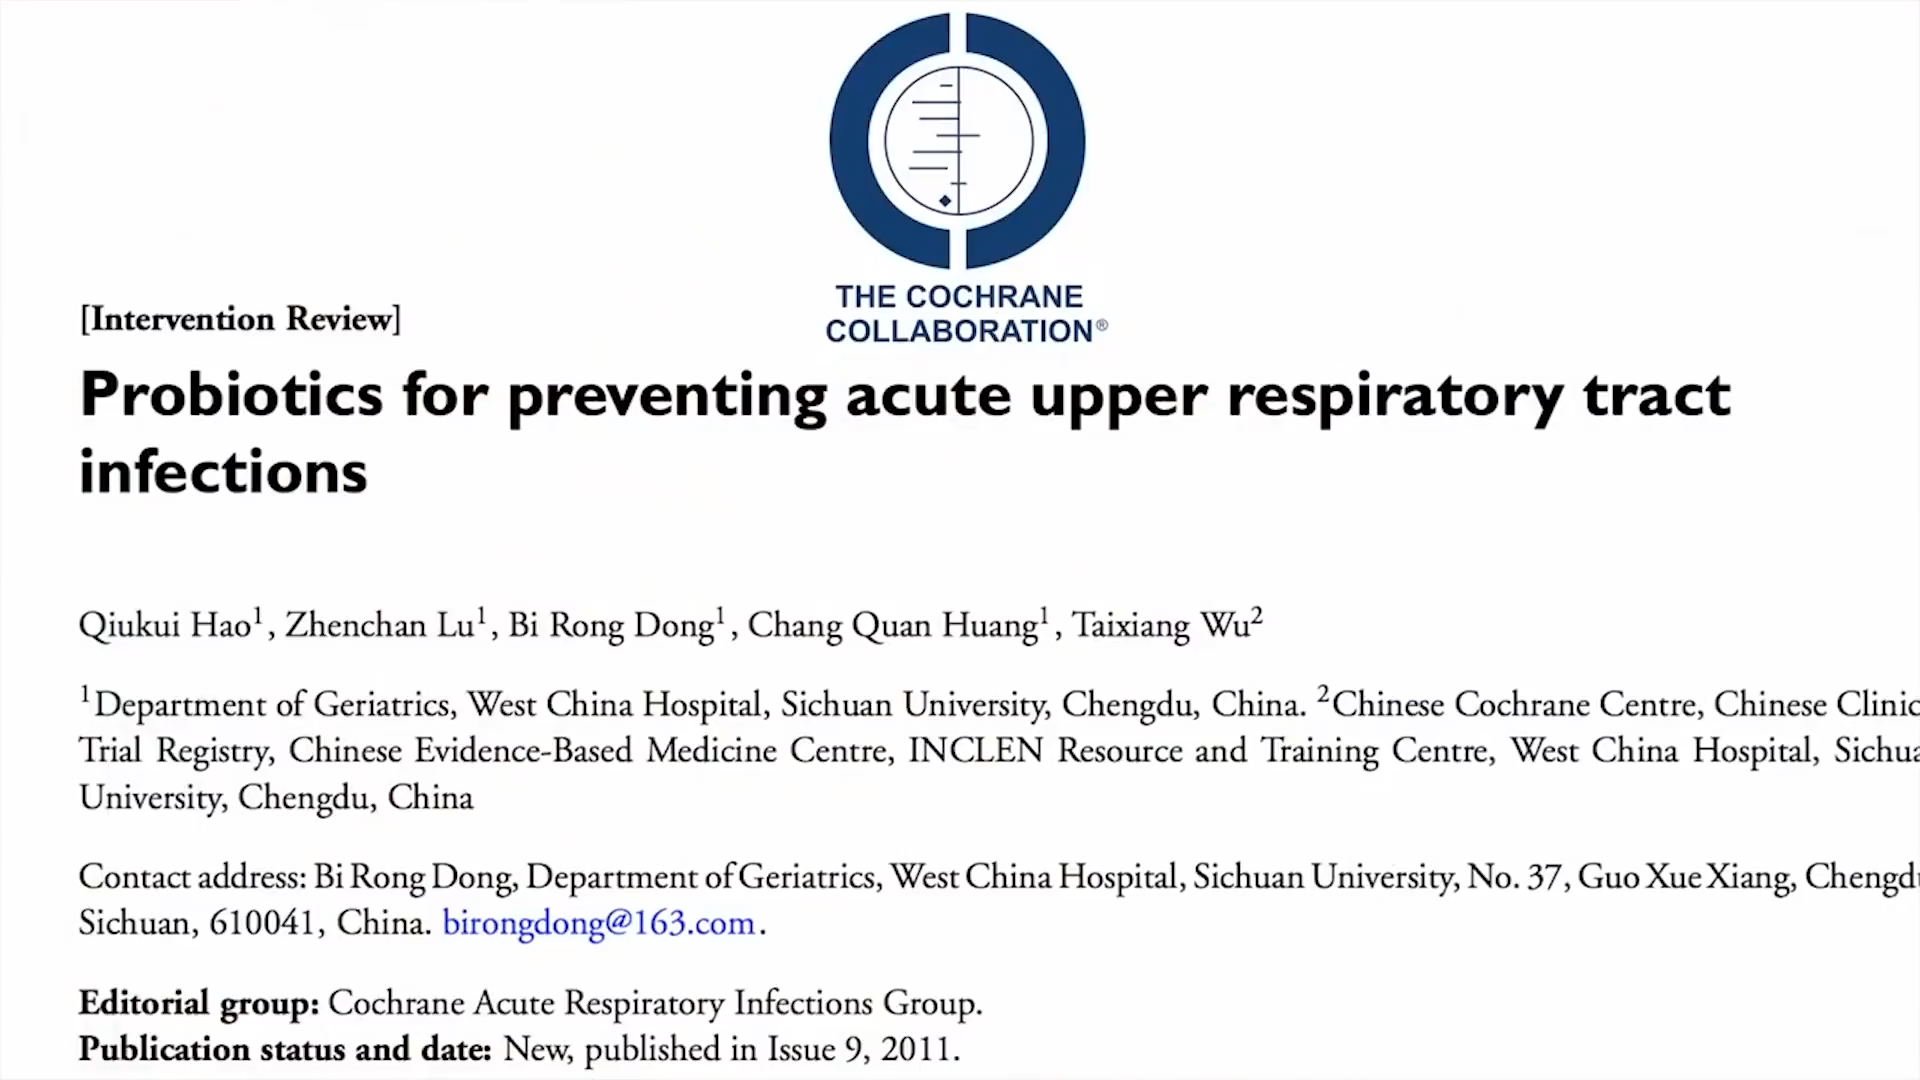 THE COCHRANE
COLLABORATION®
[Intervention Review]
Probiotics for preventing acute upper respiratory tract
infections
Qiukui Hao¹, Zhenchan Lu¹, Bi Rong Dong¹, Chang Quan Huang¹, Taixiang Wu²
¹Department of Geriatrics, West China Hospital, Sichuan University, Chengdu, China. ²Chinese Cochrane Centre, Chinese Clinic
Trial Registry, Chinese Evidence-Based Medicine Centre, INCLEN Resource and Training Centre, West China Hospital, Sichua
University, Chengdu, China
Contact address: Bi Rong Dong, Department of Geriatrics, West China Hospital, Sichuan University, No. 37, Guo Xue Xiang, Chengdu
Sichuan, 610041, China. birongdong@163.com.
Editorial group: Cochrane Acute Respiratory Infections Group.
Publication status and date: New, published in Issue 9, 2011.